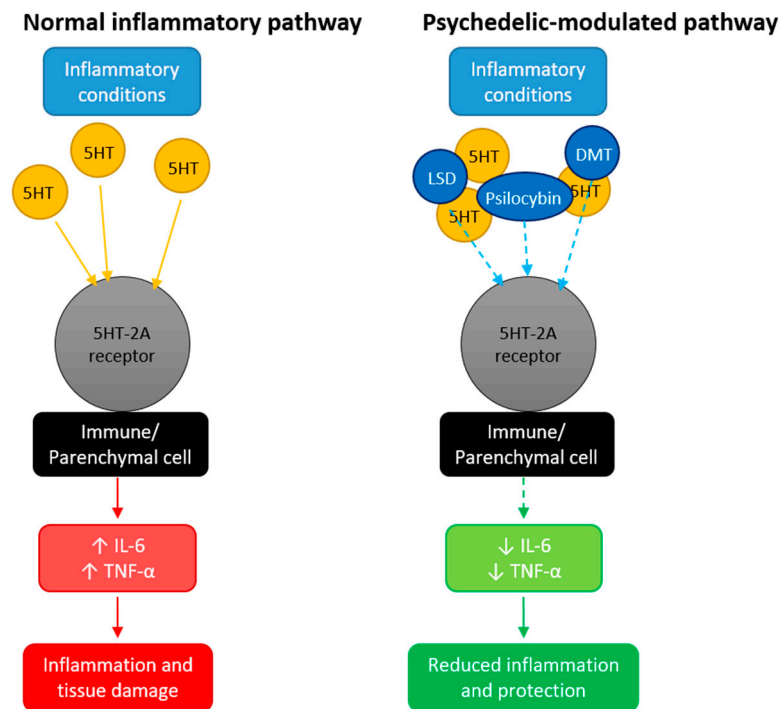 Normal inflammatory pathway
Inflammatory
conditions
5HT
5HT
5HT
5HT-2A
receptor
Immune/
Parenchymal cell
↑ IL-6
↑ TNF-α
Inflammation and
tissue damage
Psychedelic-modulated pathway
Inflammatory
conditions
5HT
DMT
LSD
Psilocybin
5HT
5HT
5HT-2A
receptor
Immune/
Parenchymal cell
↓ IL-6
↓ TNF-α
Reduced inflammation
and protection